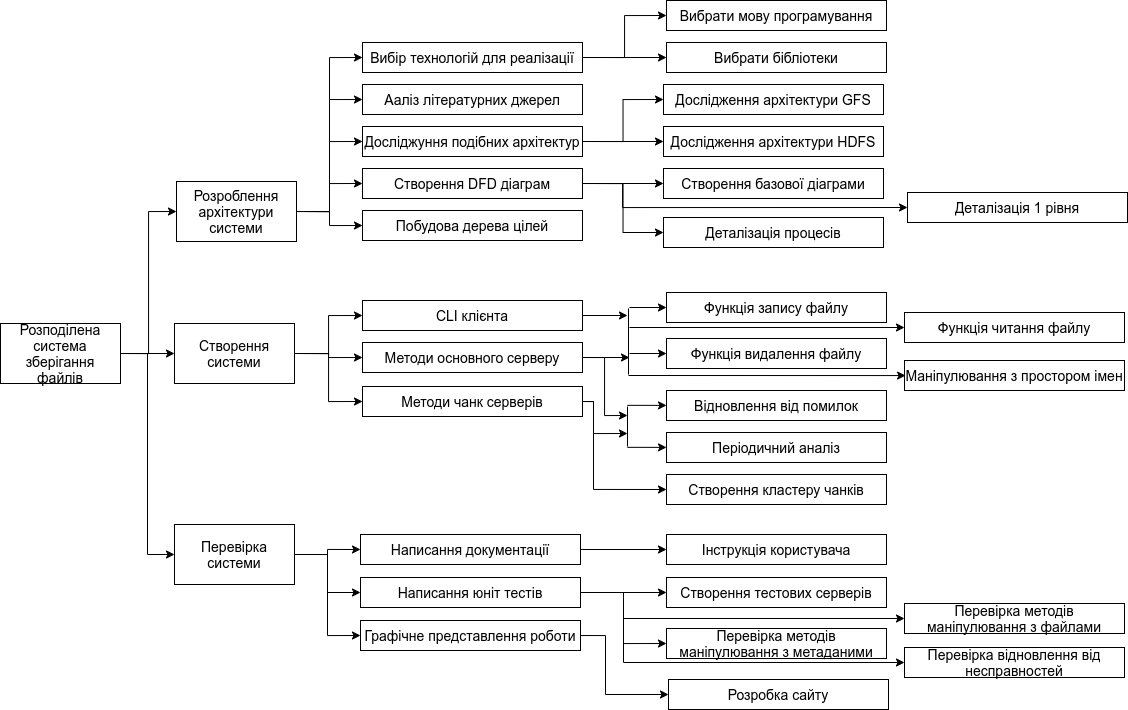 Вибрати мову програмування
Вибір технологій для реалізації
Вибрати бібліотеки
Ааліз літературних джерел
Дослідження архітектури GFS
Досліджуння подібних архітектур
Дослідження архітектури HDFS
Створення DFD діаграм
Створення базової діаграми
Деталізація 1 рівня
Розроблення
архітектури
системи
Побудова дерева цілей
Деталізація процесів
Розподілена
система
зберігання
файлів
Створення
системи
CLI клієнта
Функція запису файлу
Функція читання файлу
Методи основного серверу
Функція видалення файлу
Маніпулювання з простором імен
Методи чанк серверів
Відновлення від помилок
Періодичний аналіз
Створення кластеру чанків
Перевірка
системи
Написання документації
Інструкція користувача
Написання юніт тестів
Створення тестових серверів
Перевірка методів
маніпулювання з файлами
Графічне представлення роботи
Перевірка методів
маніпулювання з метаданими
Перевірка відновлення від
несправностей
Розробка сайту